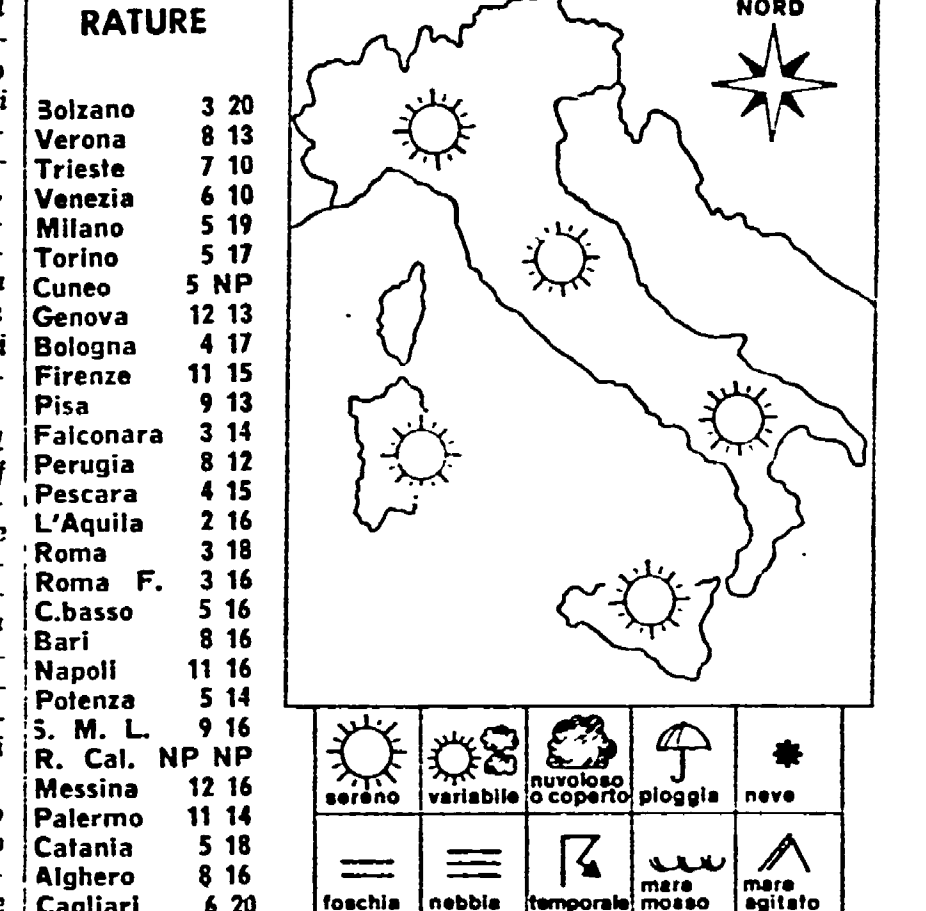 RATURE
Bolzano 3 20
Verona 8 13
Trieste 7 10
Venezia 6 10
Milano 5 19
Torino 5 17
Cuneo 5 NP
Genova 12 13
Bologna 4 17
Firenze 11 15
Pisa 9 13
Falconara 3 14
Perugia 8 12
Pescara 4 15
L'Aquila 2 16
Roma 3 18
Roma F. 3 16
C.basso 5 16
Bari 8 16
Napoli 11 16
Potenza 5 14
S. M. L. 9 16
R. Cal. NP NP
Messina 12 16
Palermo 11 14
Catania 5 18
Alghero 8 16
Cagliari 6 20
NORD
sereno
variabile
nuvoloso
o coperto
pioggia
neve
foschia
nebbia
temporale
mare
mosso
mare
agitato